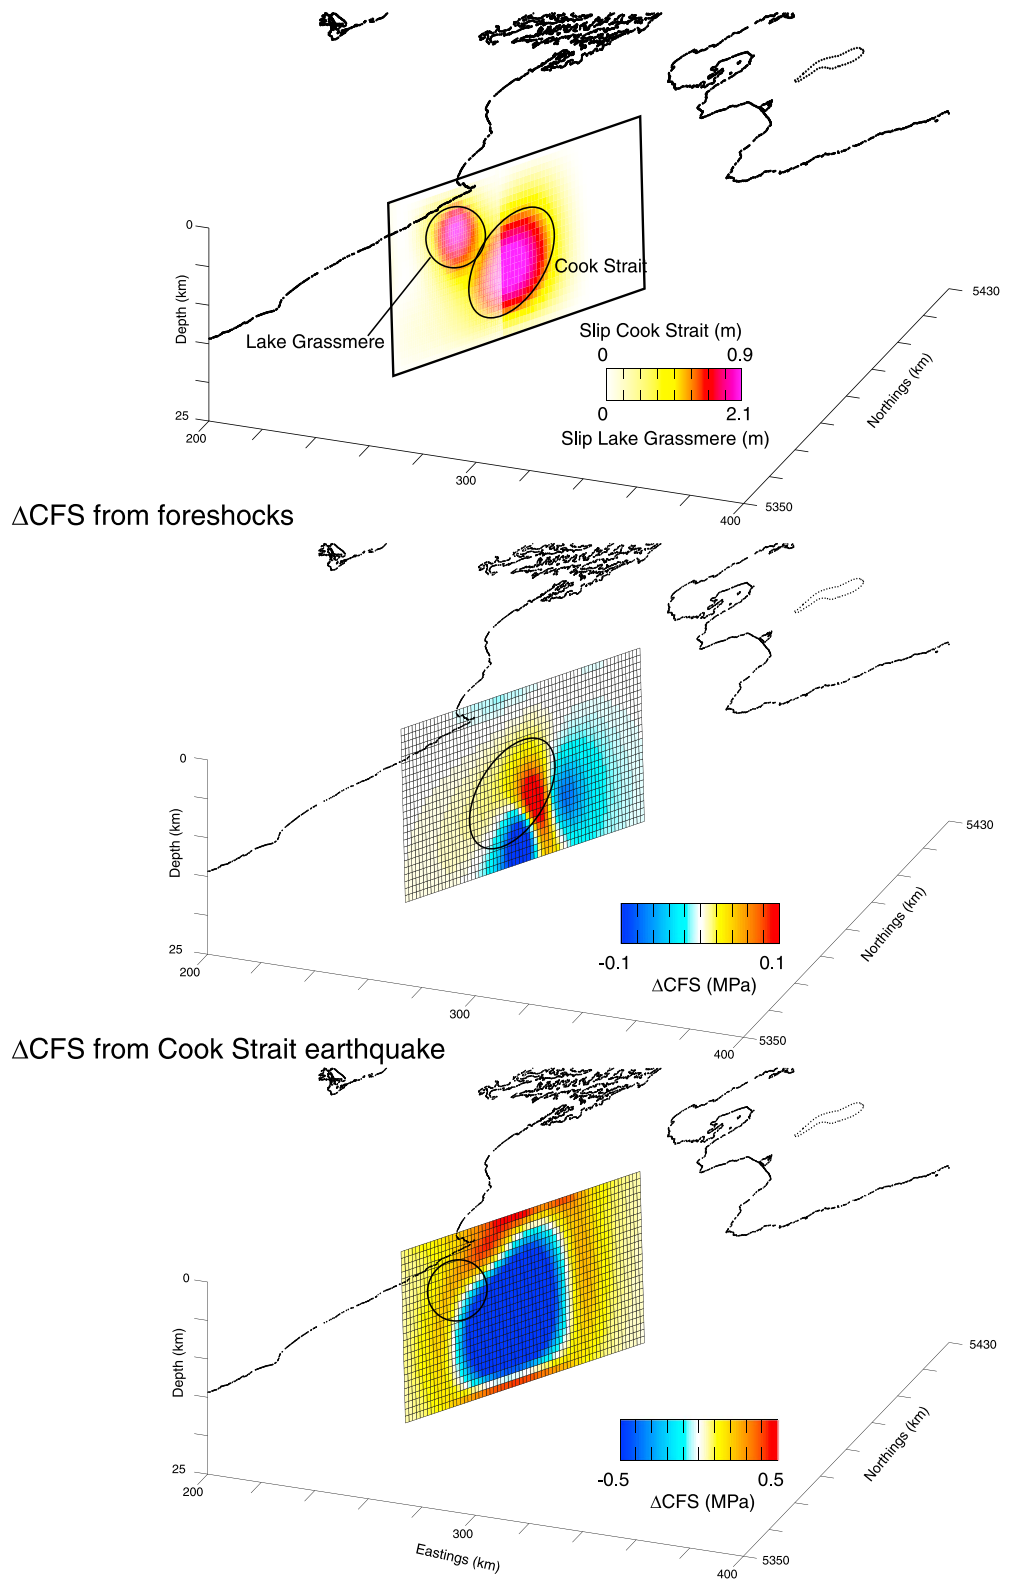 0
Depth (km)
25
200
300
400
5350
5430
Northings (km)
Lake Grassmere
Cook Strait
Slip Cook Strait (m)
0 0.9
0 2.1
Slip Lake Grassmere (m)
ΔCFS from foreshocks
0
Depth (km)
25
200
300
400
5350
5430
Northings (km)
-0.1 0.1
ΔCFS (MPa)
ΔCFS from Cook Strait earthquake
0
Depth (km)
25
200
300
400
5350
5430
Northings (km)
Eastings (km)
-0.5 0.5
ΔCFS (MPa)